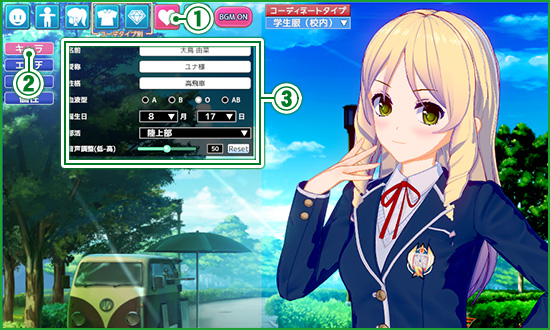 コーデタイプ別
①
BGM ON
コーディネートタイプ
学生服（校内）▼
キャラ
②
③
名前 大鳥 由菜
愛称 ユナ様
性格 高飛車
血液型 A B O AB
誕生日 8 月 17 日
部活 陸上部
音声調整(低-高) 50 Reset